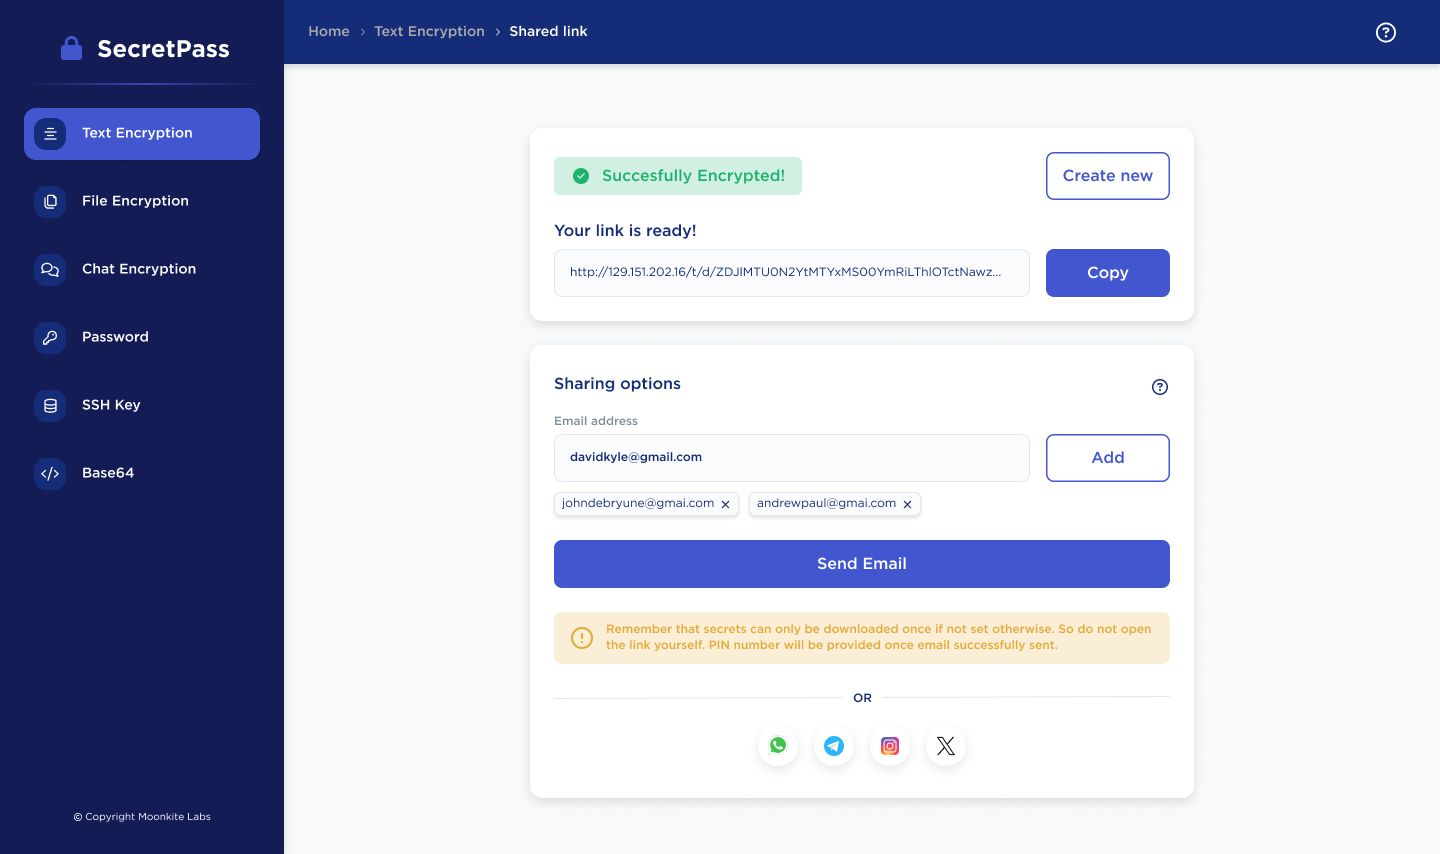 SecretPass
Home > Text Encryption > Shared link
Text Encryption
File Encryption
Chat Encryption
Password
SSH Key
Base64
© Copyright Moonkite Labs
Succesfully Encrypted!
Create new
Your link is ready!
http://129.151.202.16/t/d/ZDJlMTU0N2YtMTYxMS00YmRiLThlOTctNawz...
Copy
Sharing options
Email address
davidkyle@gmail.com
Add
johndebryune@gmai.com
andrewpaul@gmai.com
Send Email
Remember that secrets can only be downloaded once if not set otherwise. So do not open
the link yourself. PIN number will be provided once email successfully sent.
OR